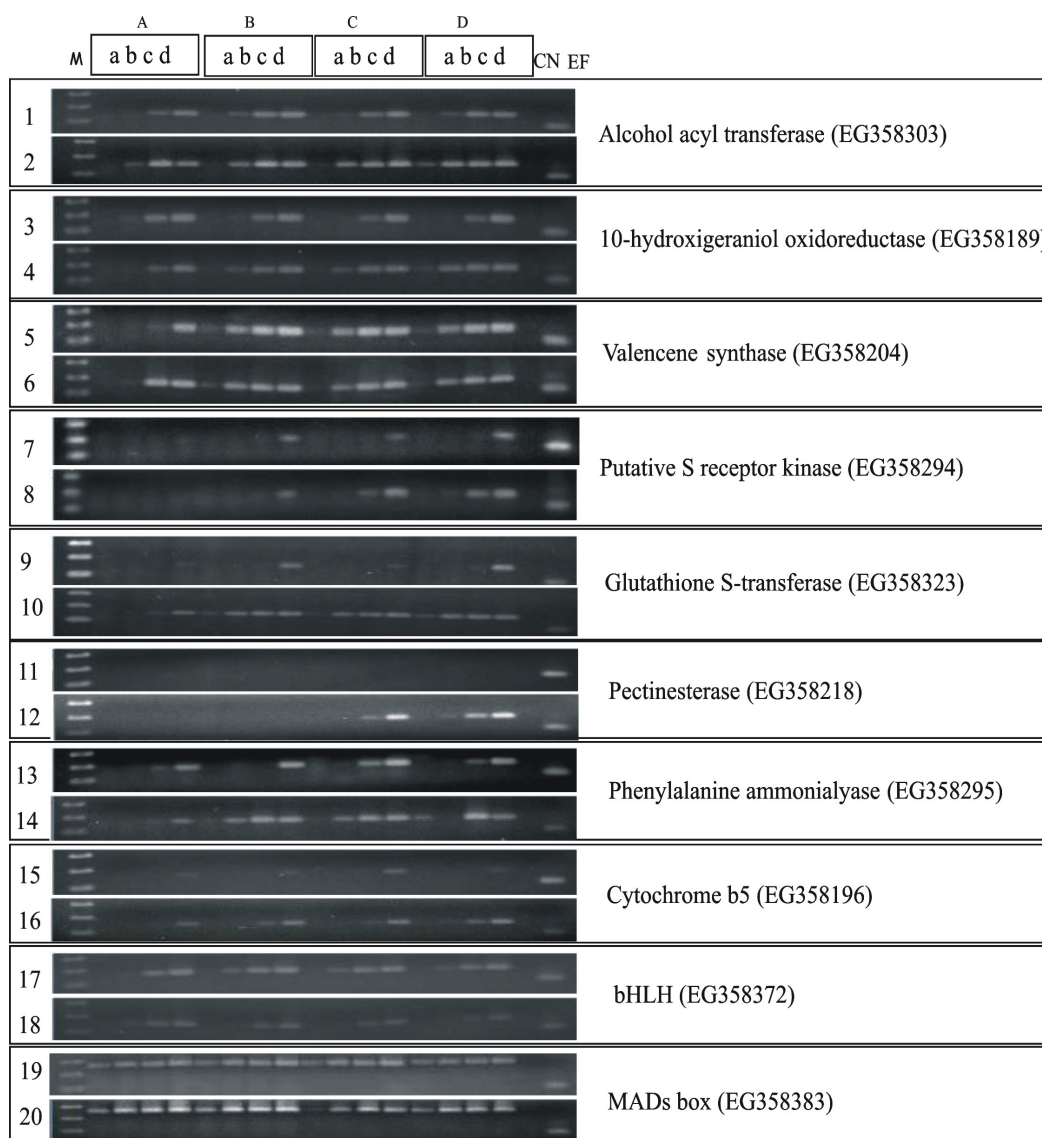 A B C D
M a b c d a b c d a b c d a b c d CN EF
1
Alcohol acyl transferase (EG358303)
2
3
10-hydroxigeraniol oxidoreductase (EG358189)
4
5
Valencene synthase (EG358204)
6
7
Putative S receptor kinase (EG358294)
8
9
Glutathione S-transferase (EG358323)
10
11
Pectinesterase (EG358218)
12
13
Phenylalanine ammonialyase (EG358295)
14
15
Cytochrome b5 (EG358196)
16
17
bHLH (EG358372)
18
19
MADs box (EG358383)
20